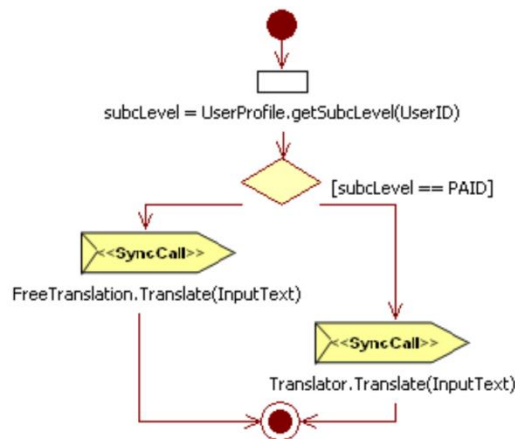 subcLevel = UserProfile.getSubcLevel(UserID)
[subcLevel == PAID]
<<SyncCall>>
FreeTranslation.Translate(InputText)
<<SyncCall>>
Translator.Translate(InputText)